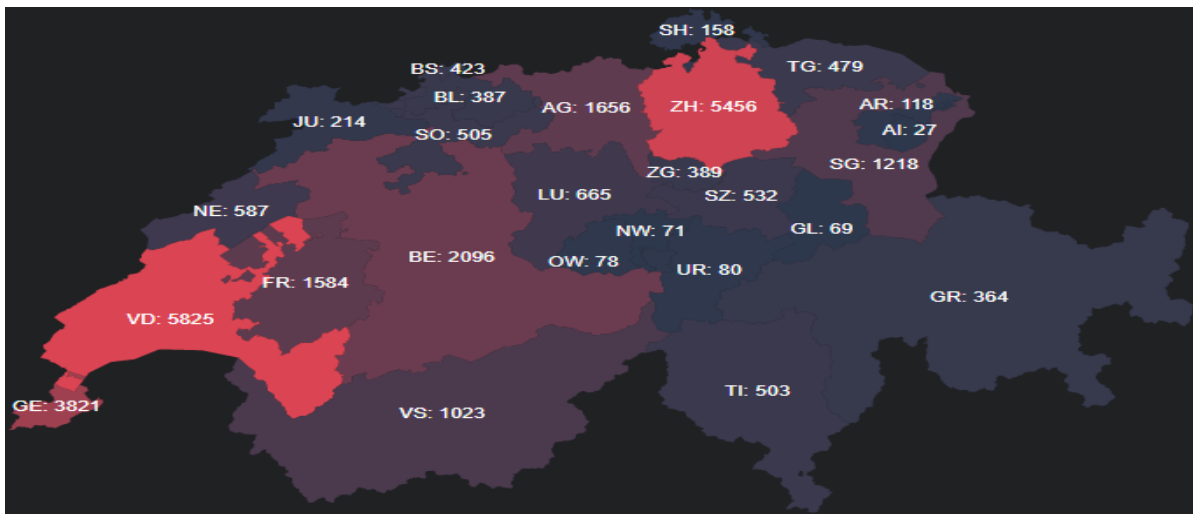 SH: 158
BS: 423
TG: 479
BL: 387
AG: 1656
ZH: 5456
AR: 118
JU: 214
SO: 505
AI: 27
ZG: 389
SG: 1218
LU: 665
SZ: 532
NE: 587
NW: 71
GL: 69
BE: 2096
OW: 78
UR: 80
FR: 1584
GR: 364
VD: 5825
TI: 503
GE: 3821
VS: 1023